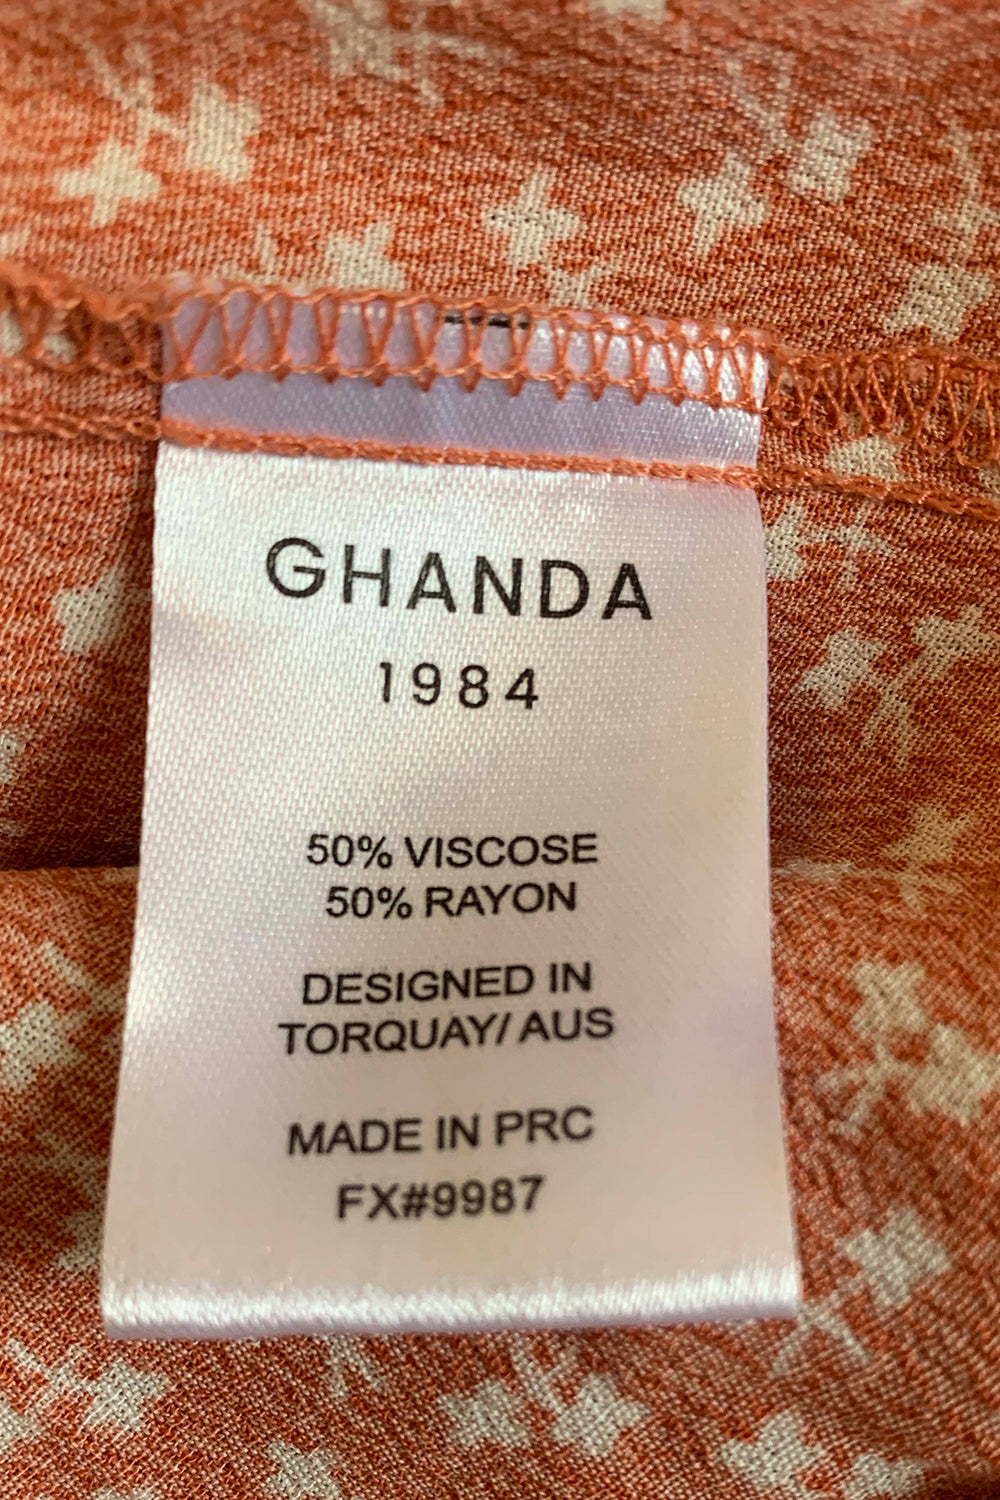 GHANDA
1984
50% VISCOSE
50% RAYON
DESIGNED IN
TORQUAY/ AUS
MADE IN PRC
FX#9987